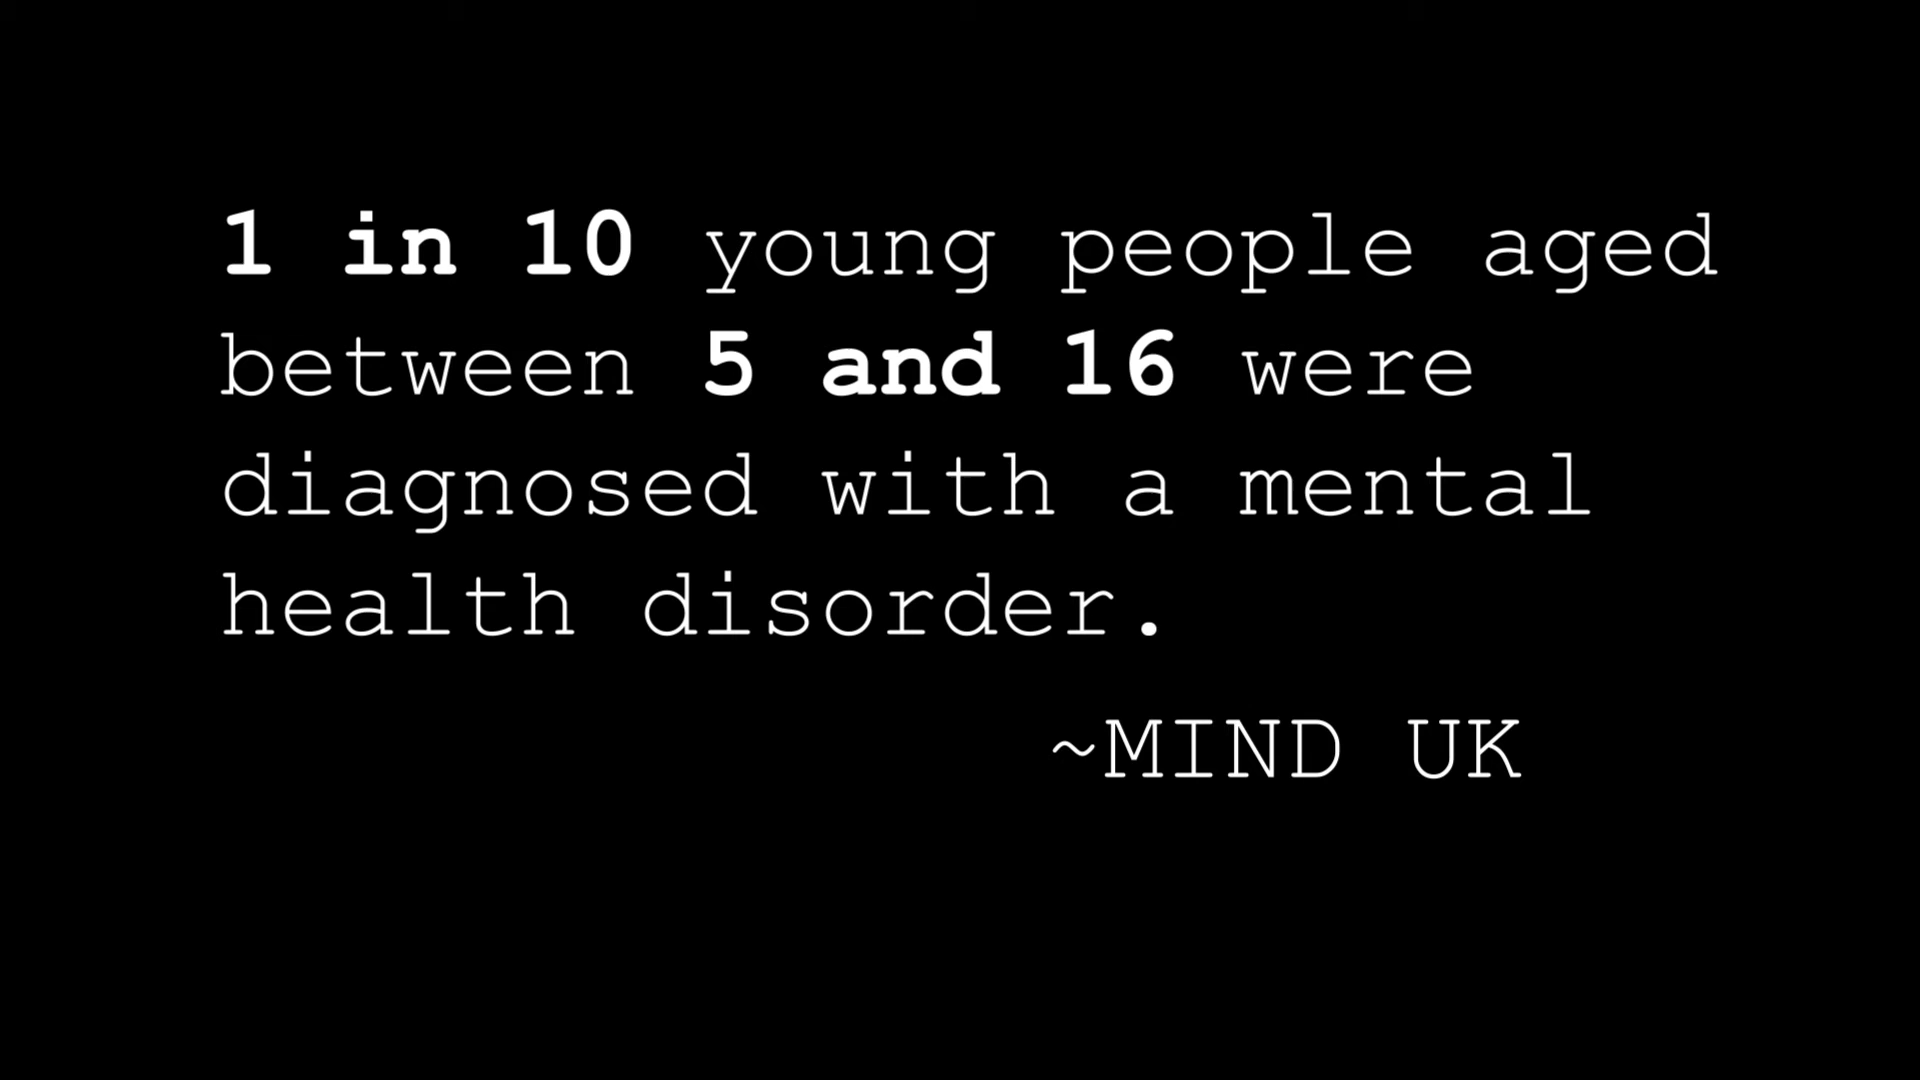 1 in 10 young people aged
between 5 and 16 were
diagnosed with a mental
health disorder.
~MIND UK